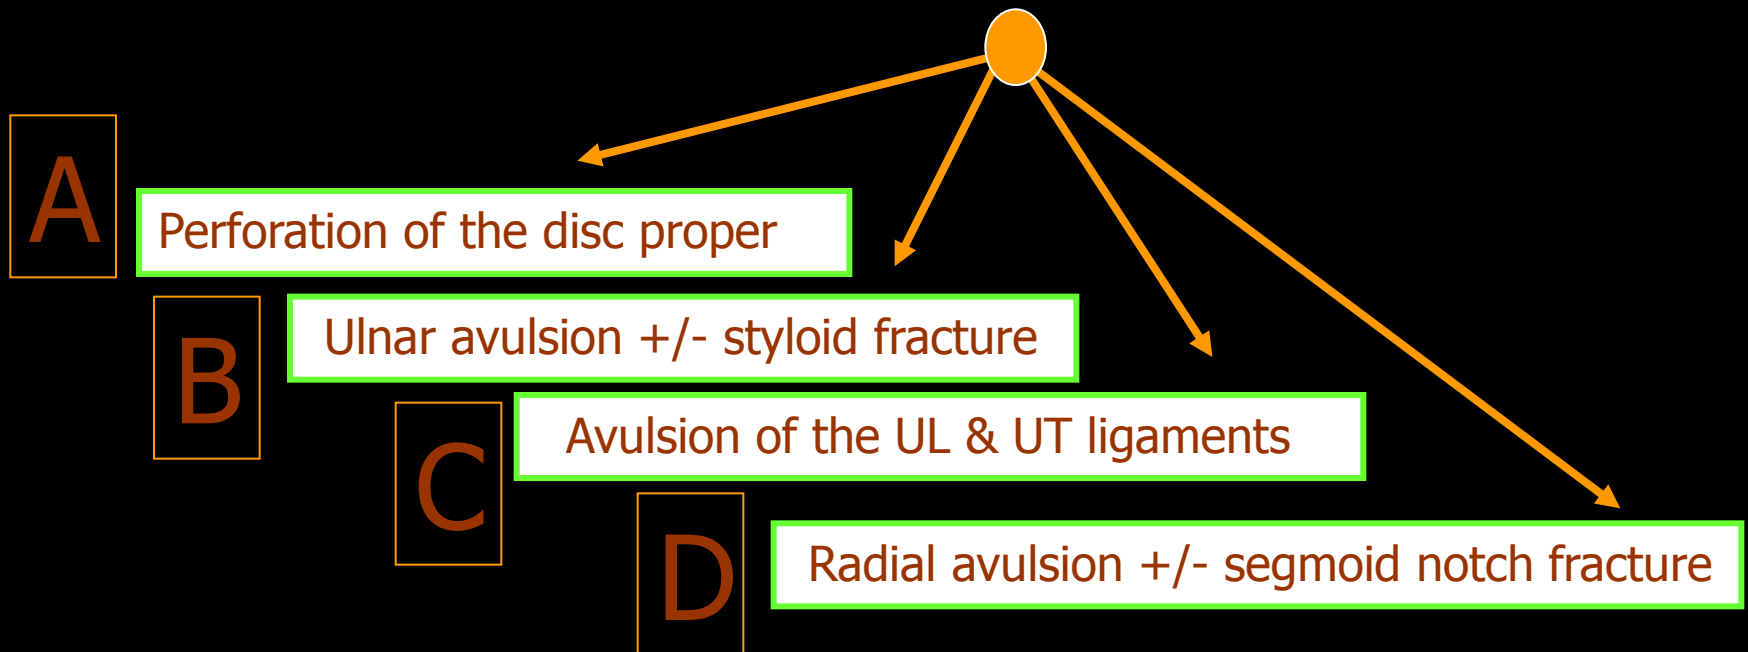 A
Perforation of the disc proper
B
Ulnar avulsion +/- styloid fracture
C
Avulsion of the UL & UT ligaments
D
Radial avulsion +/- segmoid notch fracture